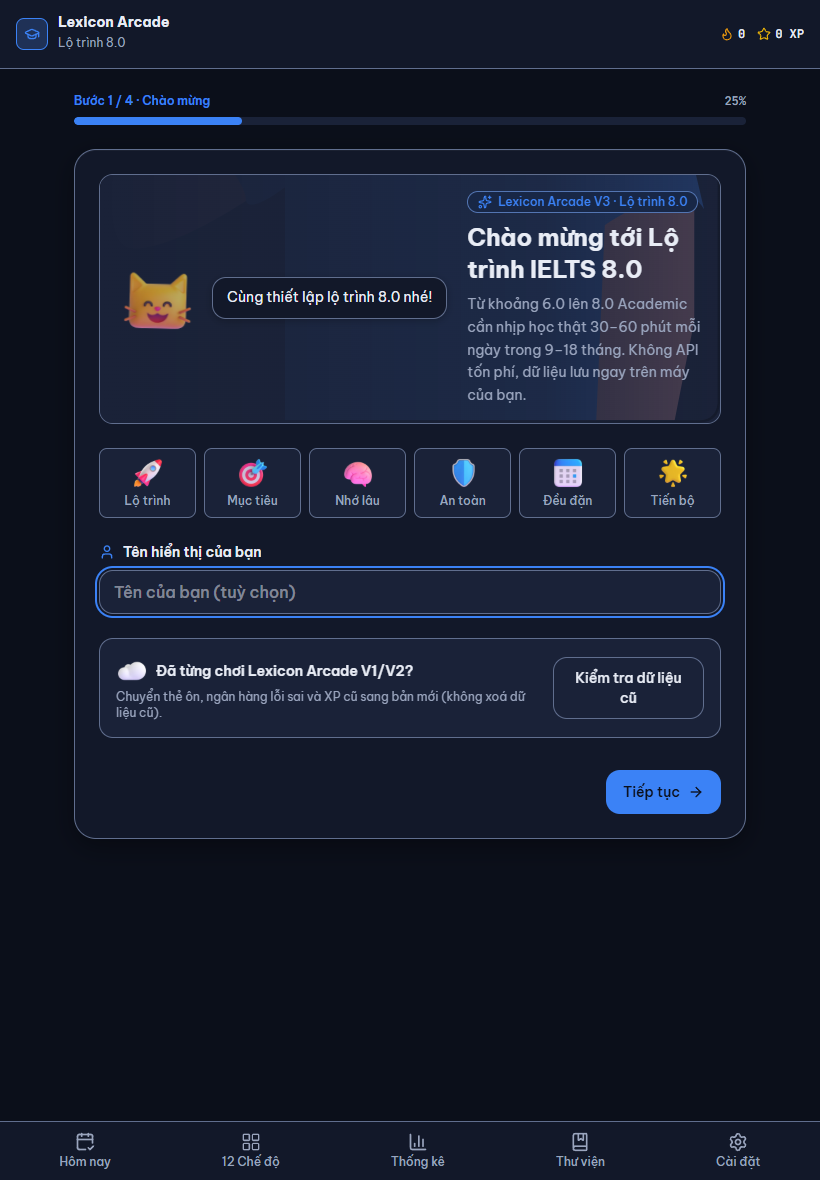 Lexicon Arcade
Lộ trình 8.0
0
0 XP
Bước 1 / 4 · Chào mừng
25%
Cùng thiết lập lộ trình 8.0 nhé!
Lexicon Arcade V3 · Lộ trình 8.0
Chào mừng tới Lộ
trình IELTS 8.0
Từ khoảng 6.0 lên 8.0 Academic
cần nhịp học thật 30–60 phút mỗi
ngày trong 9–18 tháng. Không API
tốn phí, dữ liệu lưu ngay trên máy
của bạn.
Lộ trình
Mục tiêu
Nhớ lâu
An toàn
Đều đặn
Tiến bộ
Tên hiển thị của bạn
Tên của bạn (tuỳ chọn)
Đã từng chơi Lexicon Arcade V1/V2?
Chuyển thẻ ôn, ngân hàng lỗi sai và XP cũ sang bản mới (không xoá dữ
liệu cũ).
Kiểm tra dữ liệu
cũ
Tiếp tục
Hôm nay
12 Chế độ
Thống kê
Thư viện
Cài đặt